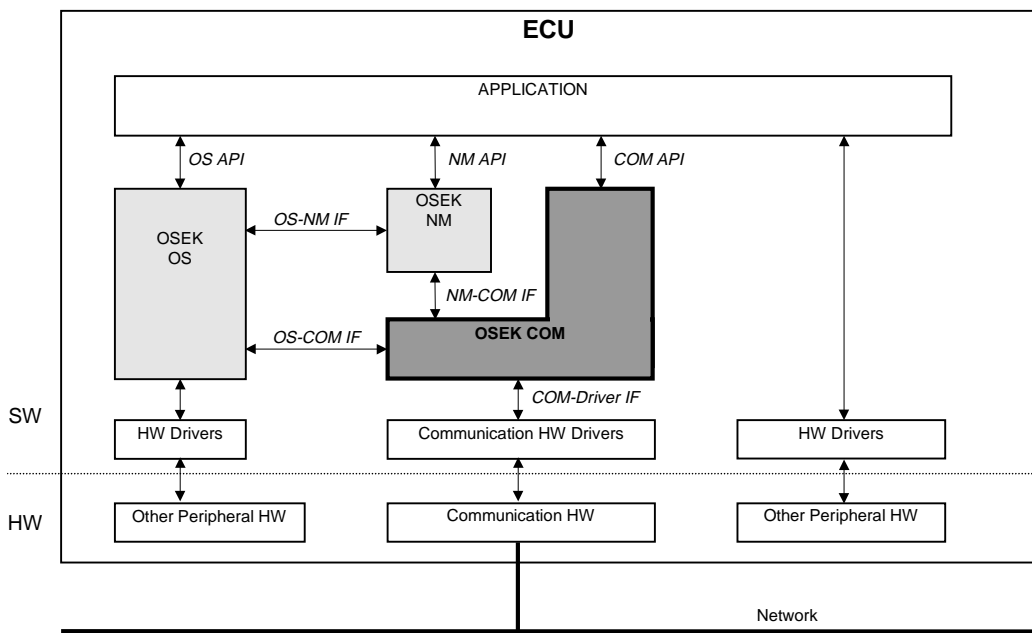 ECU
APPLICATION
OS API
NM API
COM API
OSEK
OS
OS-NM IF
OSEK
NM
NM-COM IF
OS-COM IF
OSEK COM
COM-Driver IF
SW
HW Drivers
Communication HW Drivers
HW Drivers
HW
Other Peripheral HW
Communication HW
Other Peripheral HW
Network